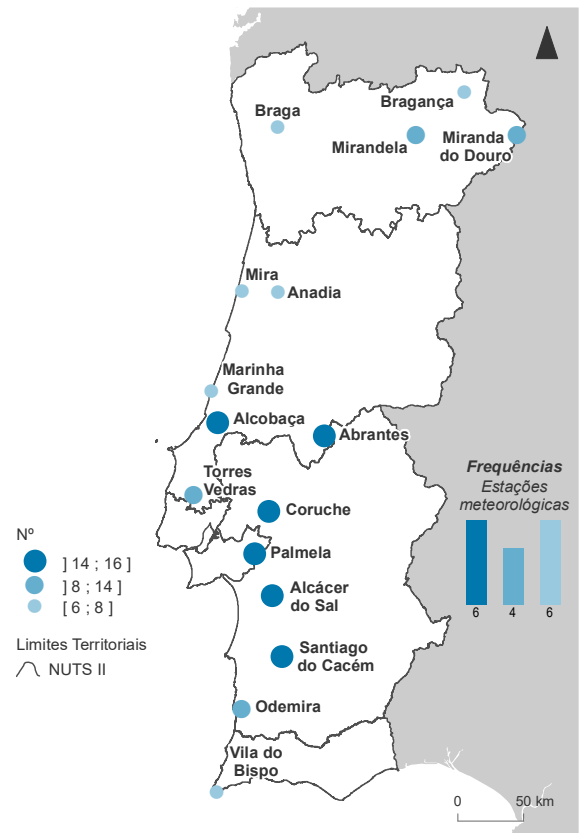 Bragança
Braga
Mirandela
Miranda
do Douro
Mira
Anadia
Marinha
Grande
Alcobaça
Abrantes
Torres
Vedras
Coruche
Palmela
Alcácer
do Sal
Santiago
do Cacém
Odemira
Vila do
Bispo
Frequências
Estações
meteorológicas
6 4 6
Nº
] 14 ; 16 ]
] 8 ; 14 ]
[ 6 ; 8 ]
Limites Territoriais
NUTS II
0 50 km